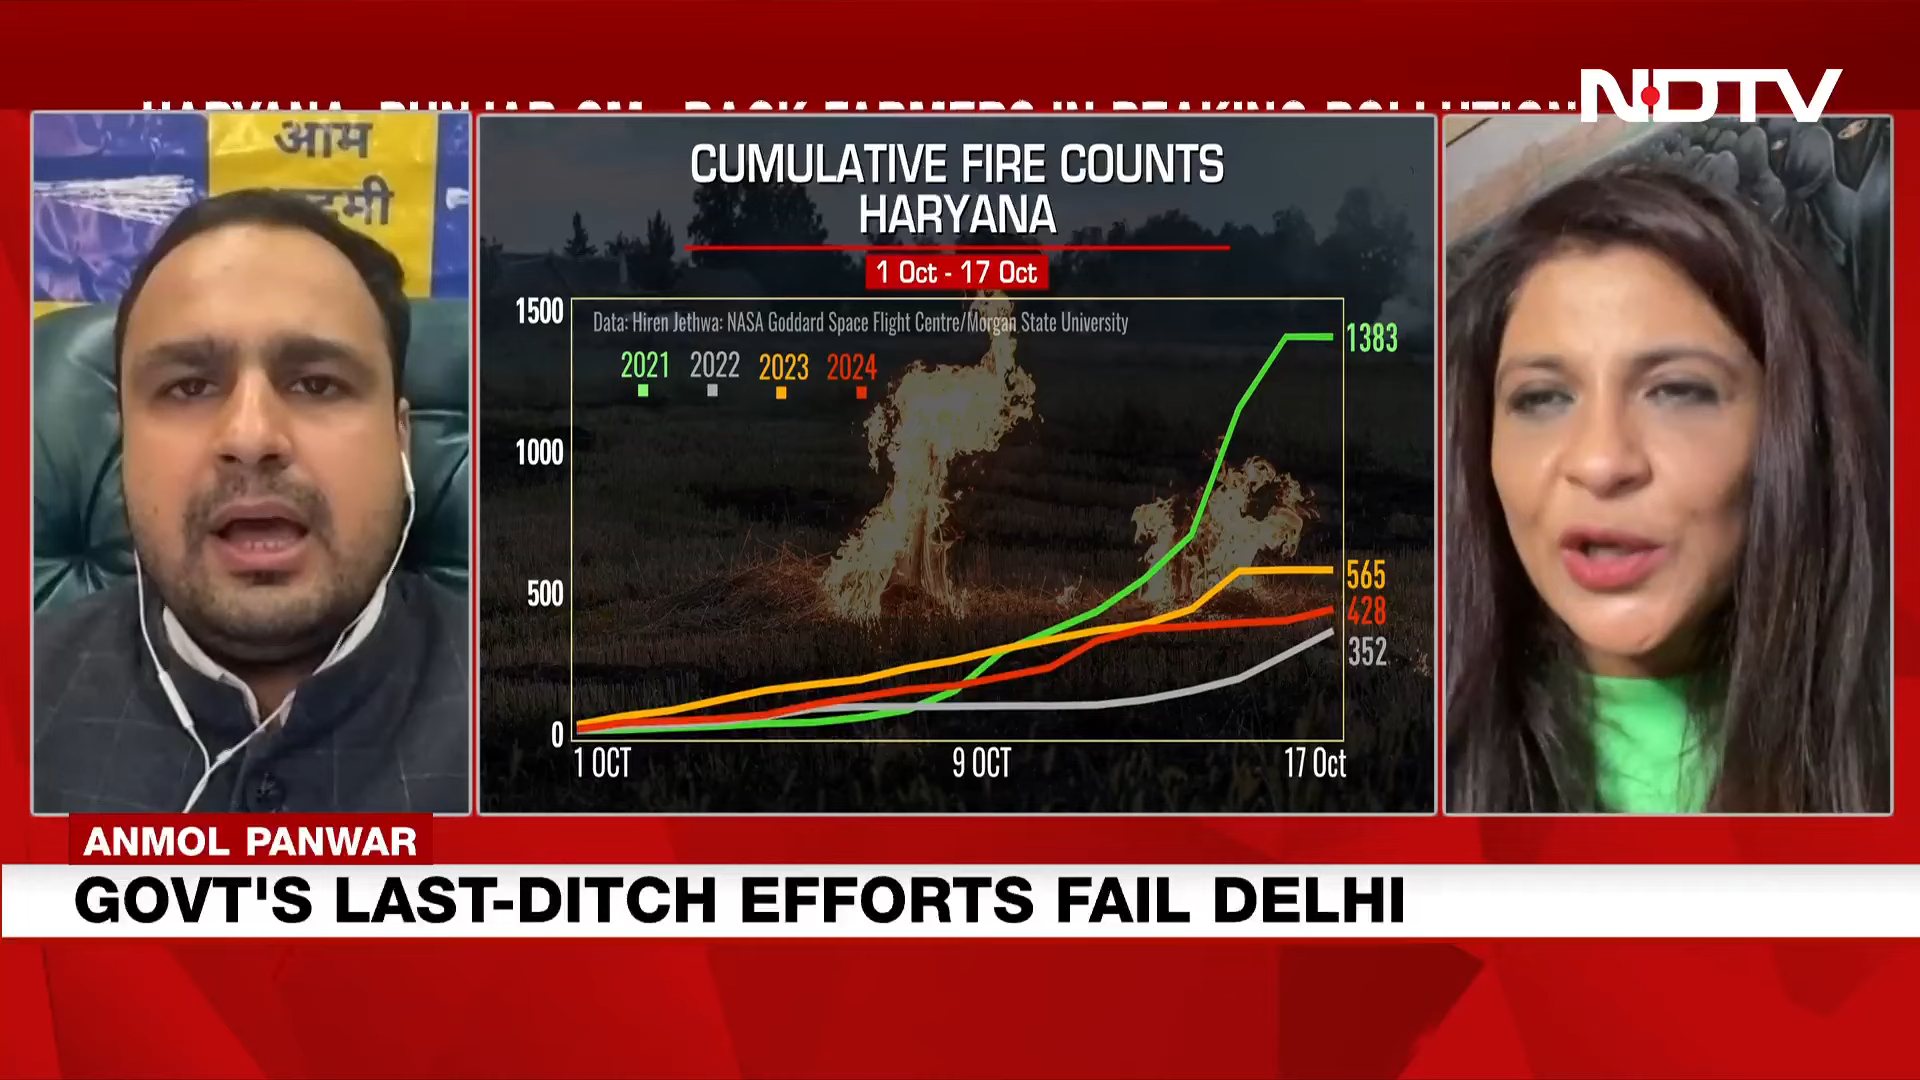 NDTV
आम
CUMULATIVE FIRE COUNTS
HARYANA
1 Oct - 17 Oct
1500
1000
500
0
Data: Hiren Jethwa: NASA Goddard Space Flight Centre/Morgan State University
2021 2022 2023 2024
1383
565
428
352
1 OCT 9 OCT 17 Oct
ANMOL PANWAR
GOVT'S LAST-DITCH EFFORTS FAIL DELHI